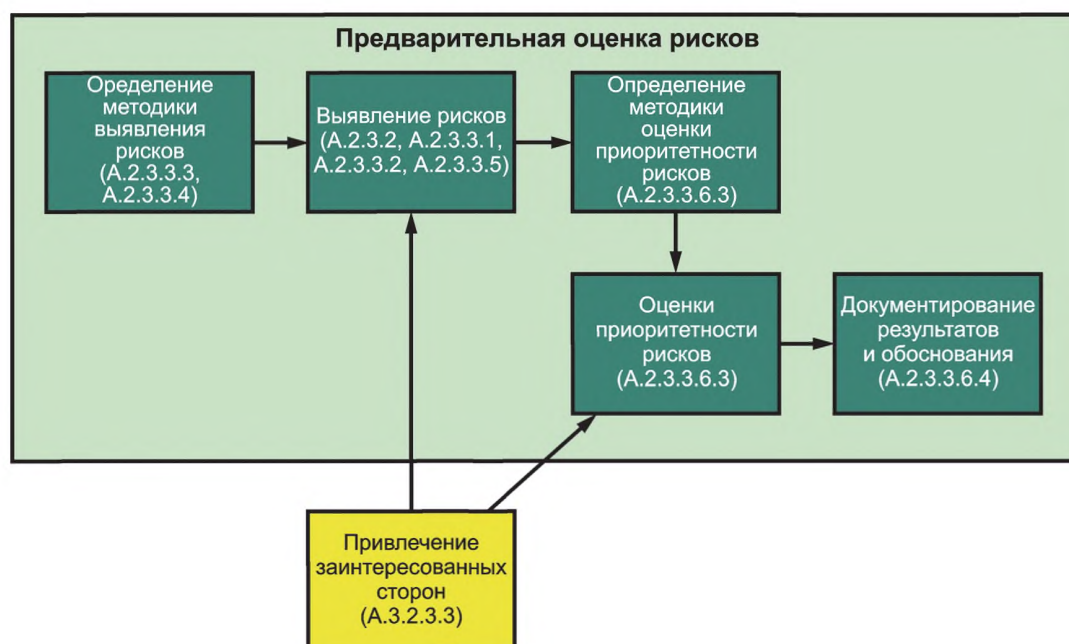 Предварительная оценка рисков
Оределение
методики
выявления
рисков
(А.2.3.3.3,
А.2.3.3.4)
Выявление рисков
(А.2.3.2, А.2.3.3.1,
А.2.3.3.2, А.2.3.3.5)
Определение
методики
оценки
приоритетности
рисков
(А.2.3.3.6.3)
Оценки
приоритетности
рисков
(А.2.3.3.6.3)
Документирование
результатов
и обоснования
(А.2.3.3.6.4)
Привлечение
заинтересованных
сторон
(А.3.2.3.3)